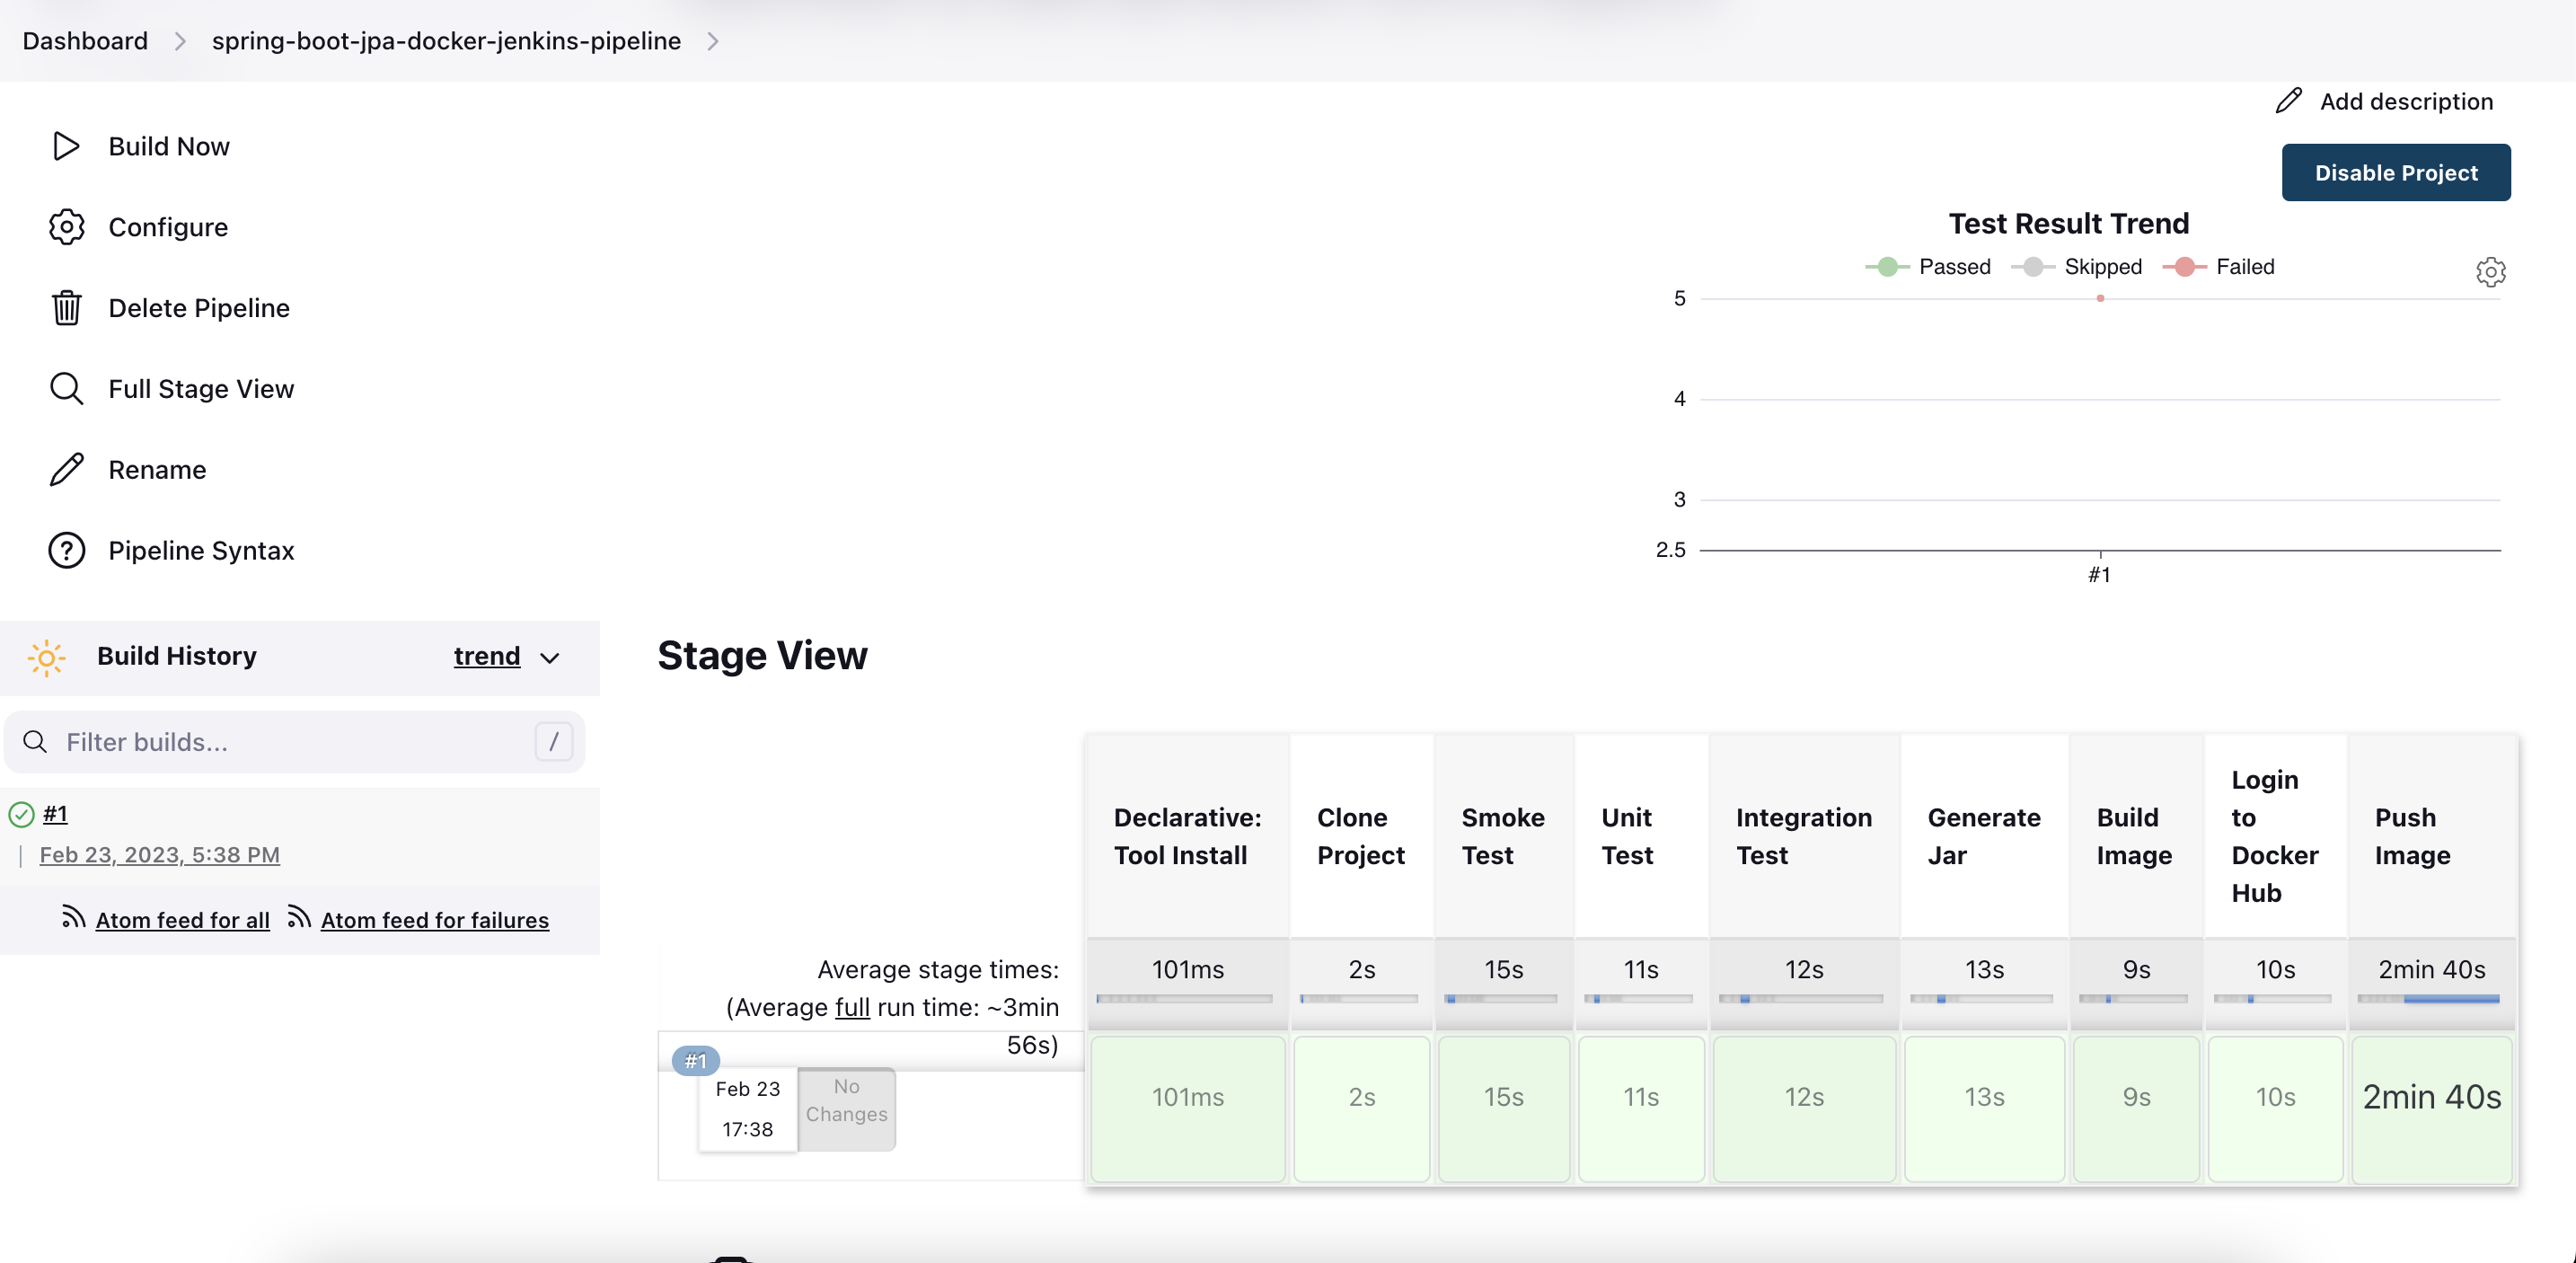 Dashboard
spring-boot-jpa-docker-jenkins-pipeline
Add description
Build Now
Disable Project
Configure
Delete Pipeline
Full Stage View
Rename
? Pipeline Syntax
Test Result Trend
Passed Skipped Failed
5
4
3
2.5
#1
Build History
trend
Filter builds...
/
#1
Feb 23, 2023, 5:38 PM
Atom feed for all
Atom feed for failures
Stage View
Declarative:
Tool Install
Clone
Project
Smoke
Test
Unit
Test
Integration
Test
Generate
Jar
Build
Image
Login
to
Docker
Hub
Push
Image
Average stage times:
(Average full run time: ~3min
56s)
101ms 2s 15s 11s 12s 13s 9s 10s 2min 40s
#1
Feb 23
17:38
No
Changes
101ms 2s 15s 11s 12s 13s 9s 10s 2min 40s